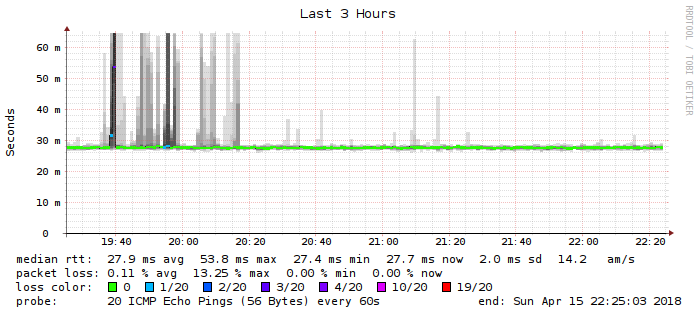 Last 3 Hours
RRDTOOL / TOBI OETIKER
Seconds
60 m
50 m
40 m
30 m
20 m
10 m
0
19:40 20:00 20:20 20:40 21:00 21:20 21:40 22:00 22:20
median rtt: 27.9 ms avg 53.8 ms max 27.4 ms min 27.7 ms now 2.0 ms sd 14.2 am/s
packet loss: 0.11 % avg 13.25 % max 0.00 % min 0.00 % now
loss color: 0 1/20 2/20 3/20 4/20 10/20 19/20
probe: 20 ICMP Echo Pings (56 Bytes) every 60s end: Sun Apr 15 22:25:03 2018